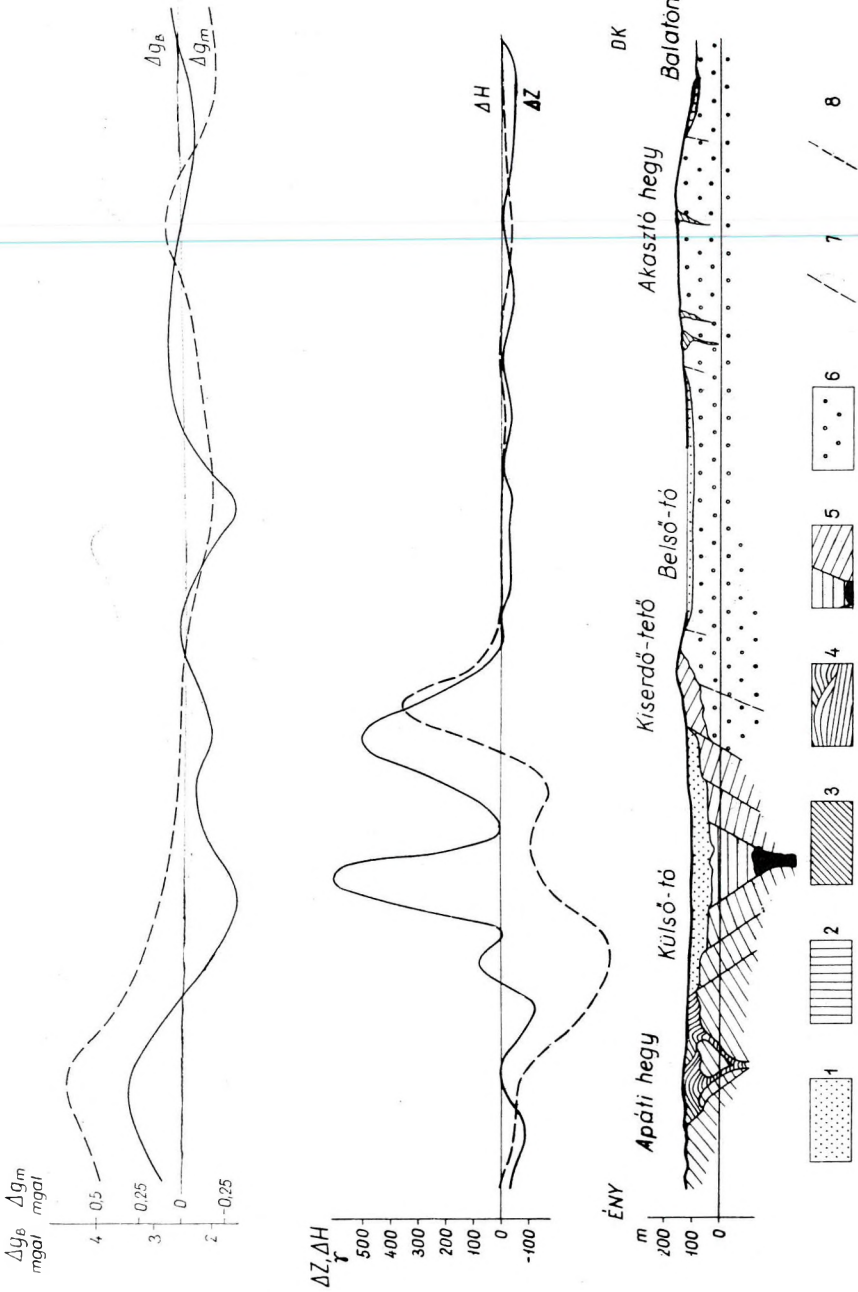 Δg_B Δg_m
mgal mgal
4 0,5
3 0,25
0
2 -0,25
Δg_B
Δg_m
ΔZ, ΔH
γ
500
400
300
200
100
0
-100
ΔH
ΔZ
ÉNY
DK
m
200
100
0
Apáti hegy
Külső-tó
Kiserdő-tető
Belső-tó
Akasztó hegy
Balaton
1
2
3
4
5
6
7
8